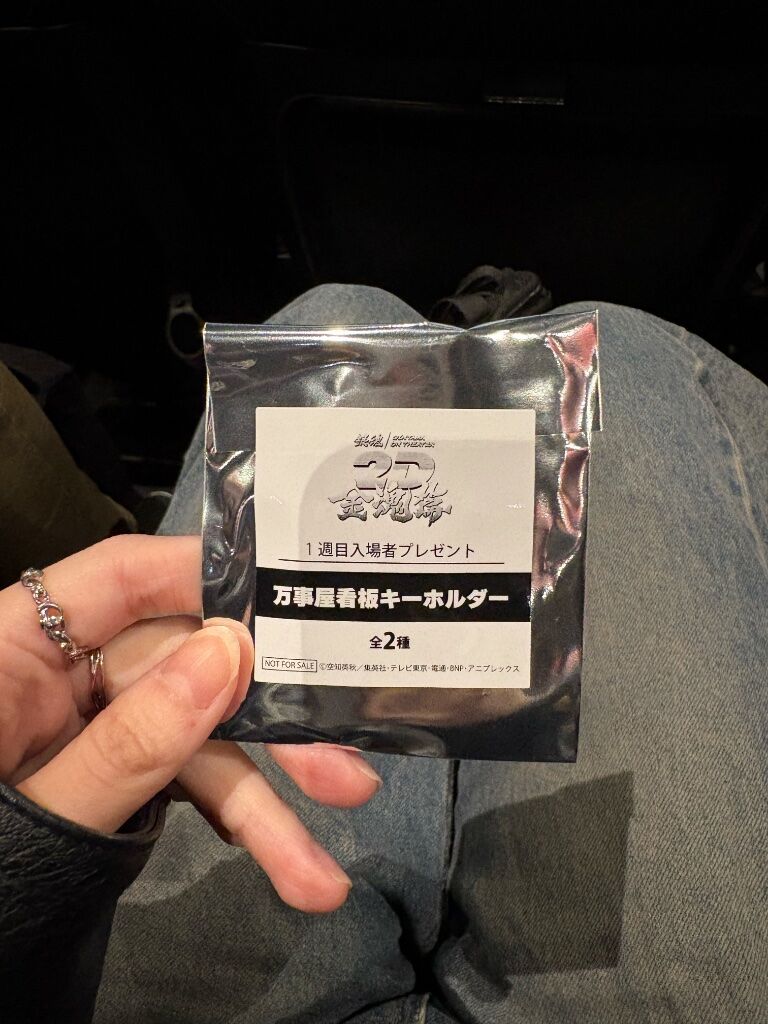 銀魂 GINTAMA
ON THEATER
2D
金魂篇
1週目入場者プレゼント
万事屋看板キーホルダー
全2種
NOT FOR SALE ©空知英秋／集英社・テレビ東京・電通・BNP・アニプレックス